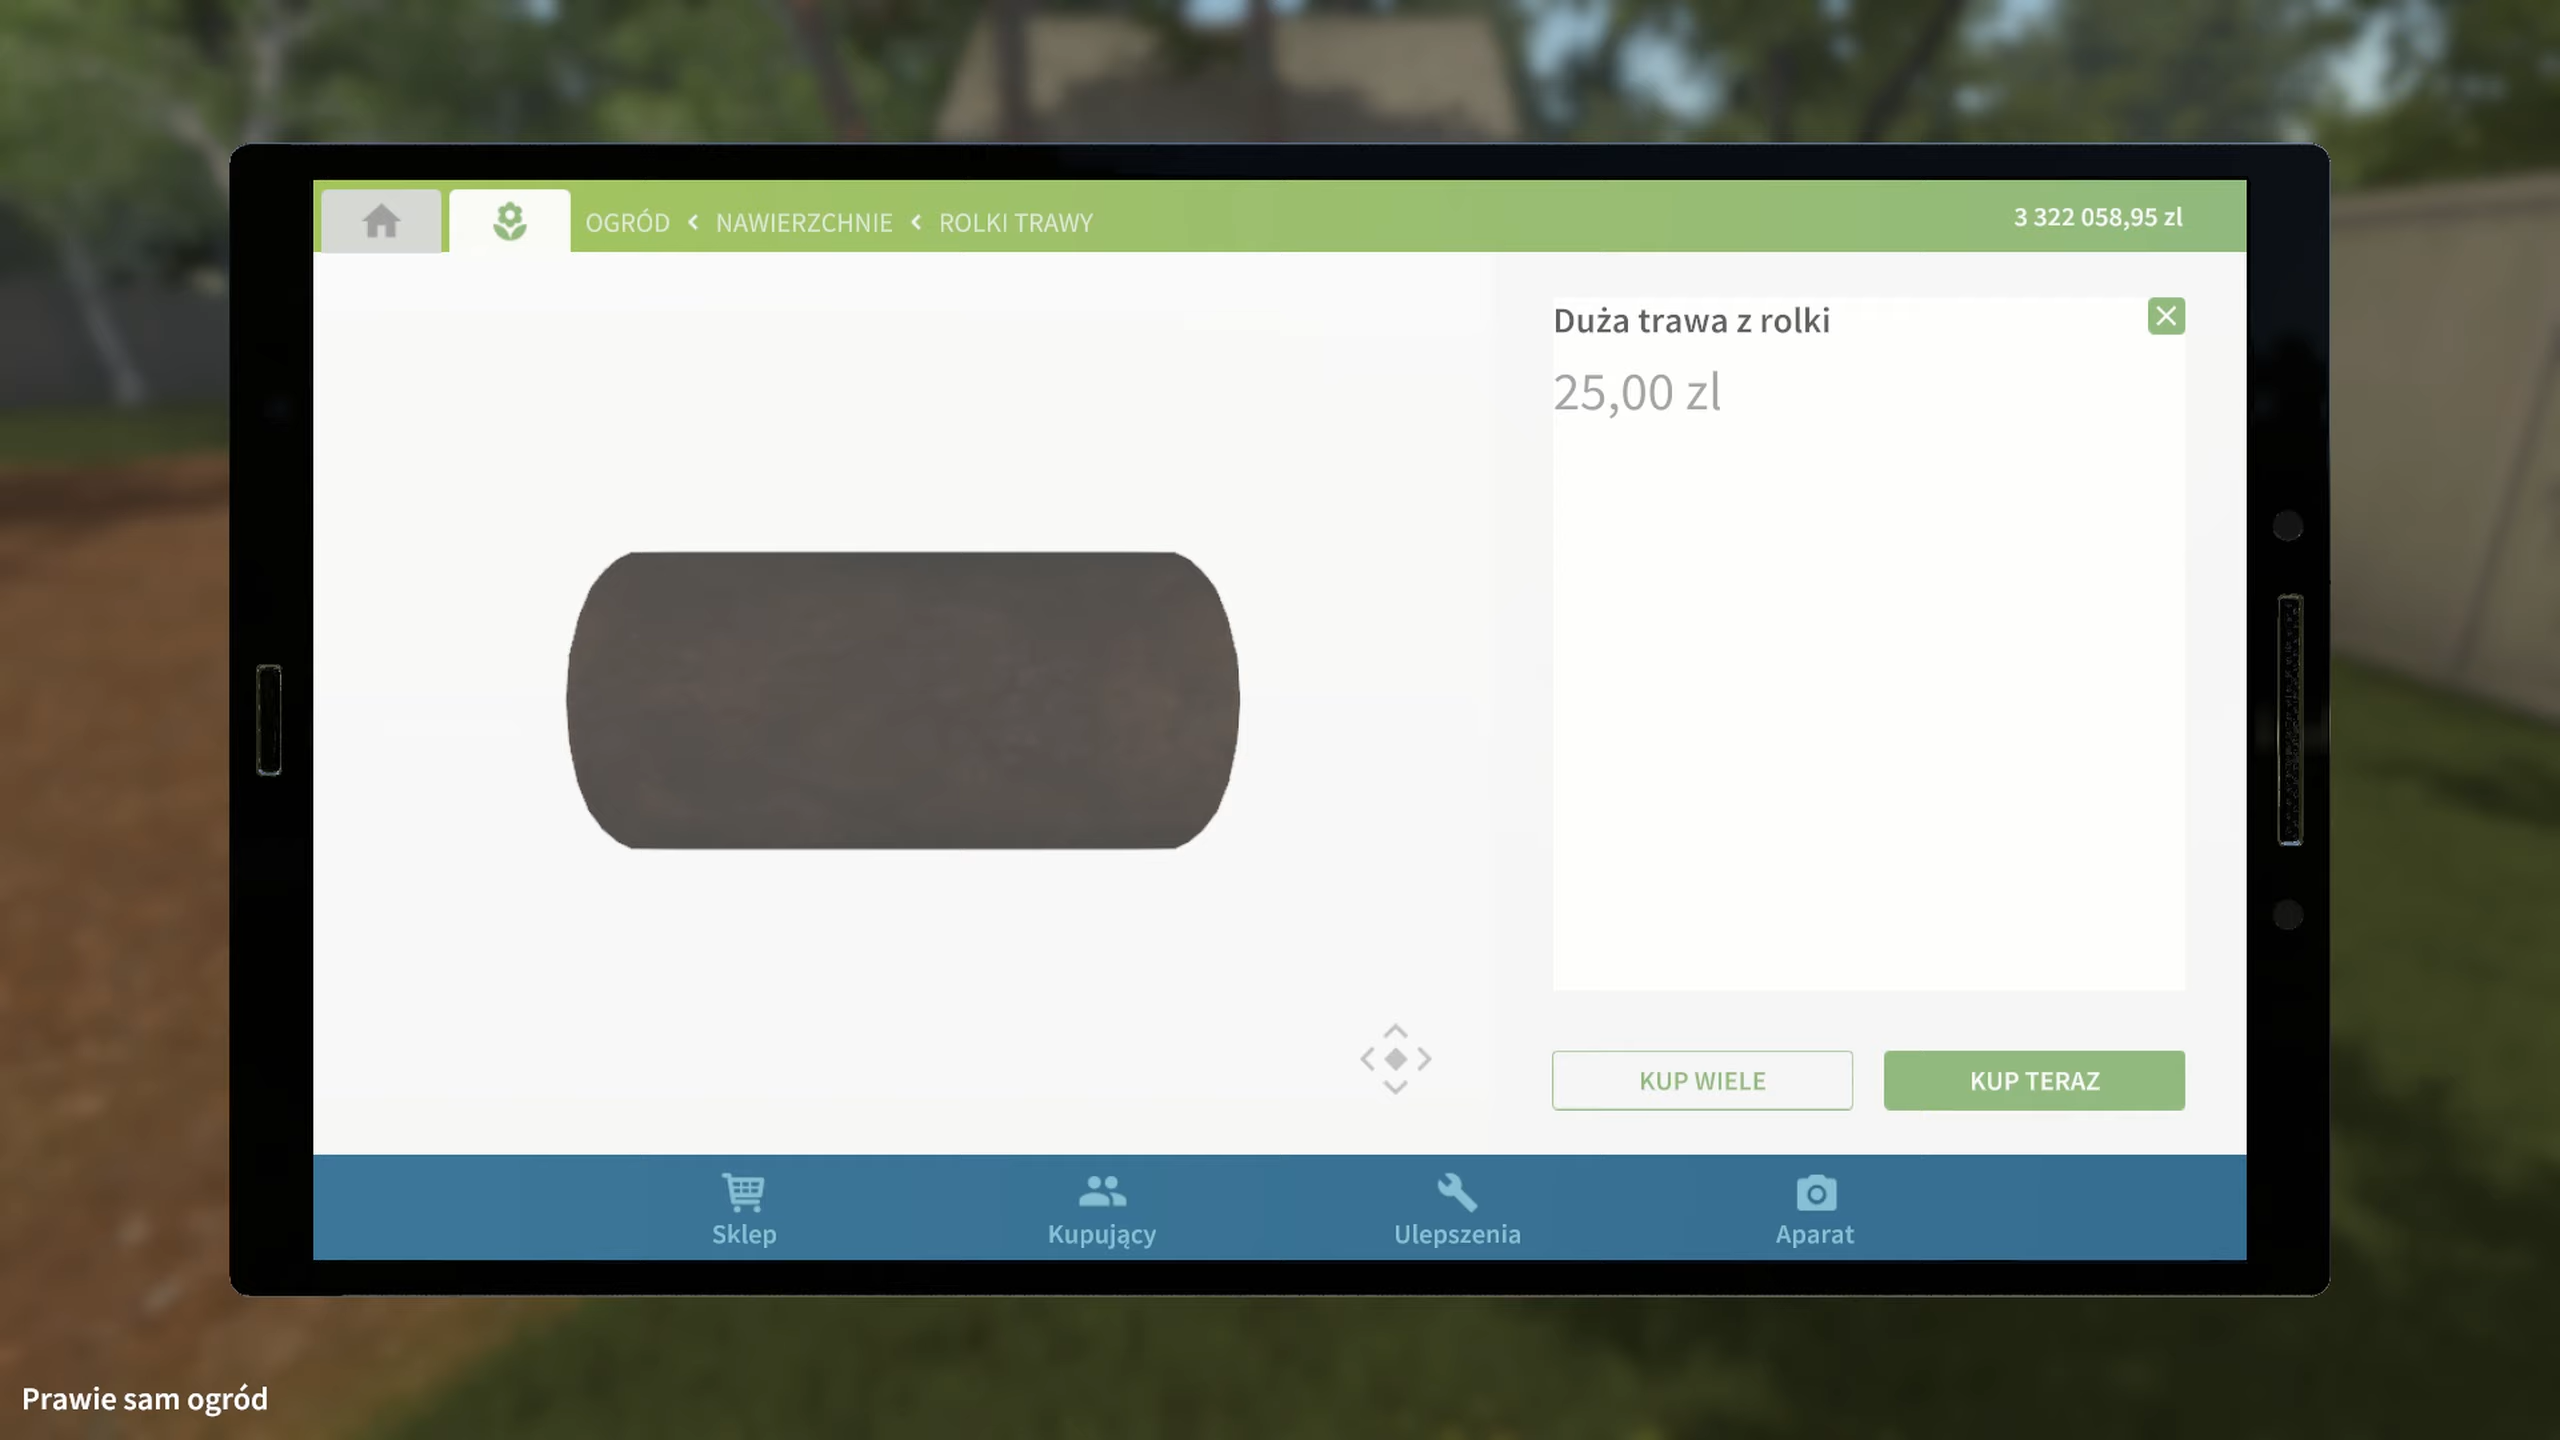 OGRÓD < NAWIERZCHNIE < ROLKI TRAWY
3 322 058,95 zl
Duża trawa z rolki
25,00 zl
KUP WIELE
KUP TERAZ
Sklep
Kupujący
Ulepszenia
Aparat
Prawie sam ogród